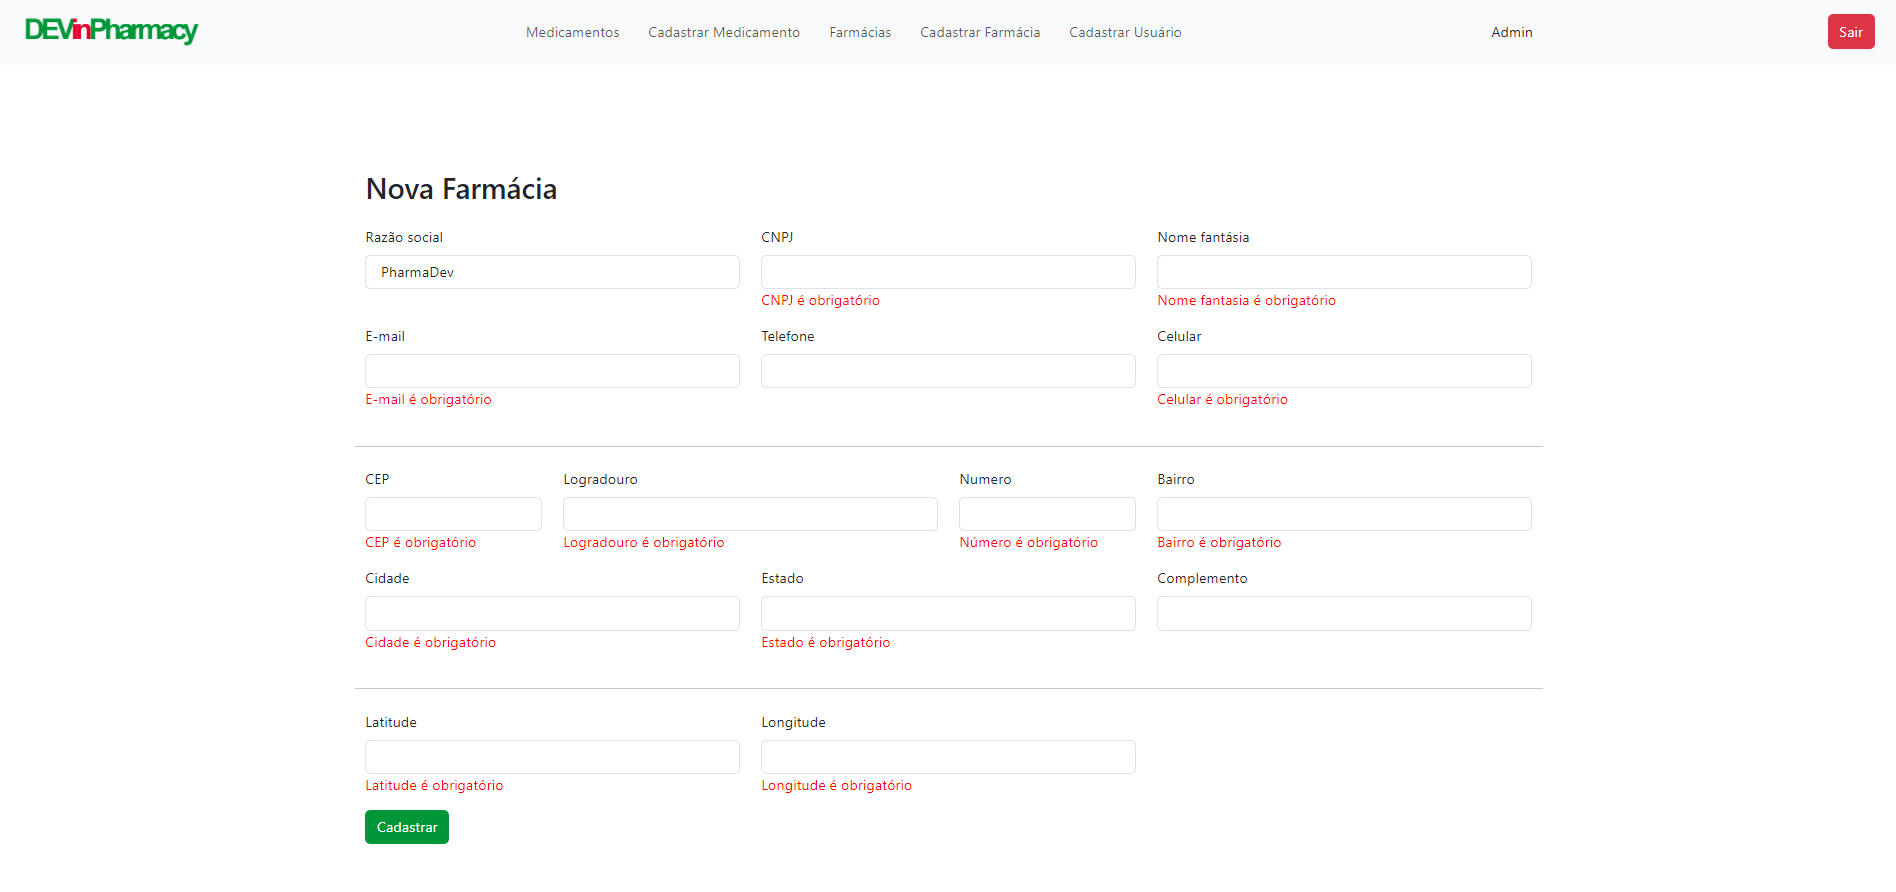 DEVinPharmacy Medicamentos Cadastrar Medicamento Farmácias Cadastrar Farmácia Cadastrar Usuário Admin Sair
Nova Farmácia
Razão social CNPJ Nome fantásia
PharmaDev
CNPJ é obrigatório Nome fantasia é obrigatório
E-mail Telefone Celular
E-mail é obrigatório Celular é obrigatório
CEP Logradouro Numero Bairro
CEP é obrigatório Logradouro é obrigatório Número é obrigatório Bairro é obrigatório
Cidade Estado Complemento
Cidade é obrigatório Estado é obrigatório
Latitude Longitude
Latitude é obrigatório Longitude é obrigatório
Cadastrar